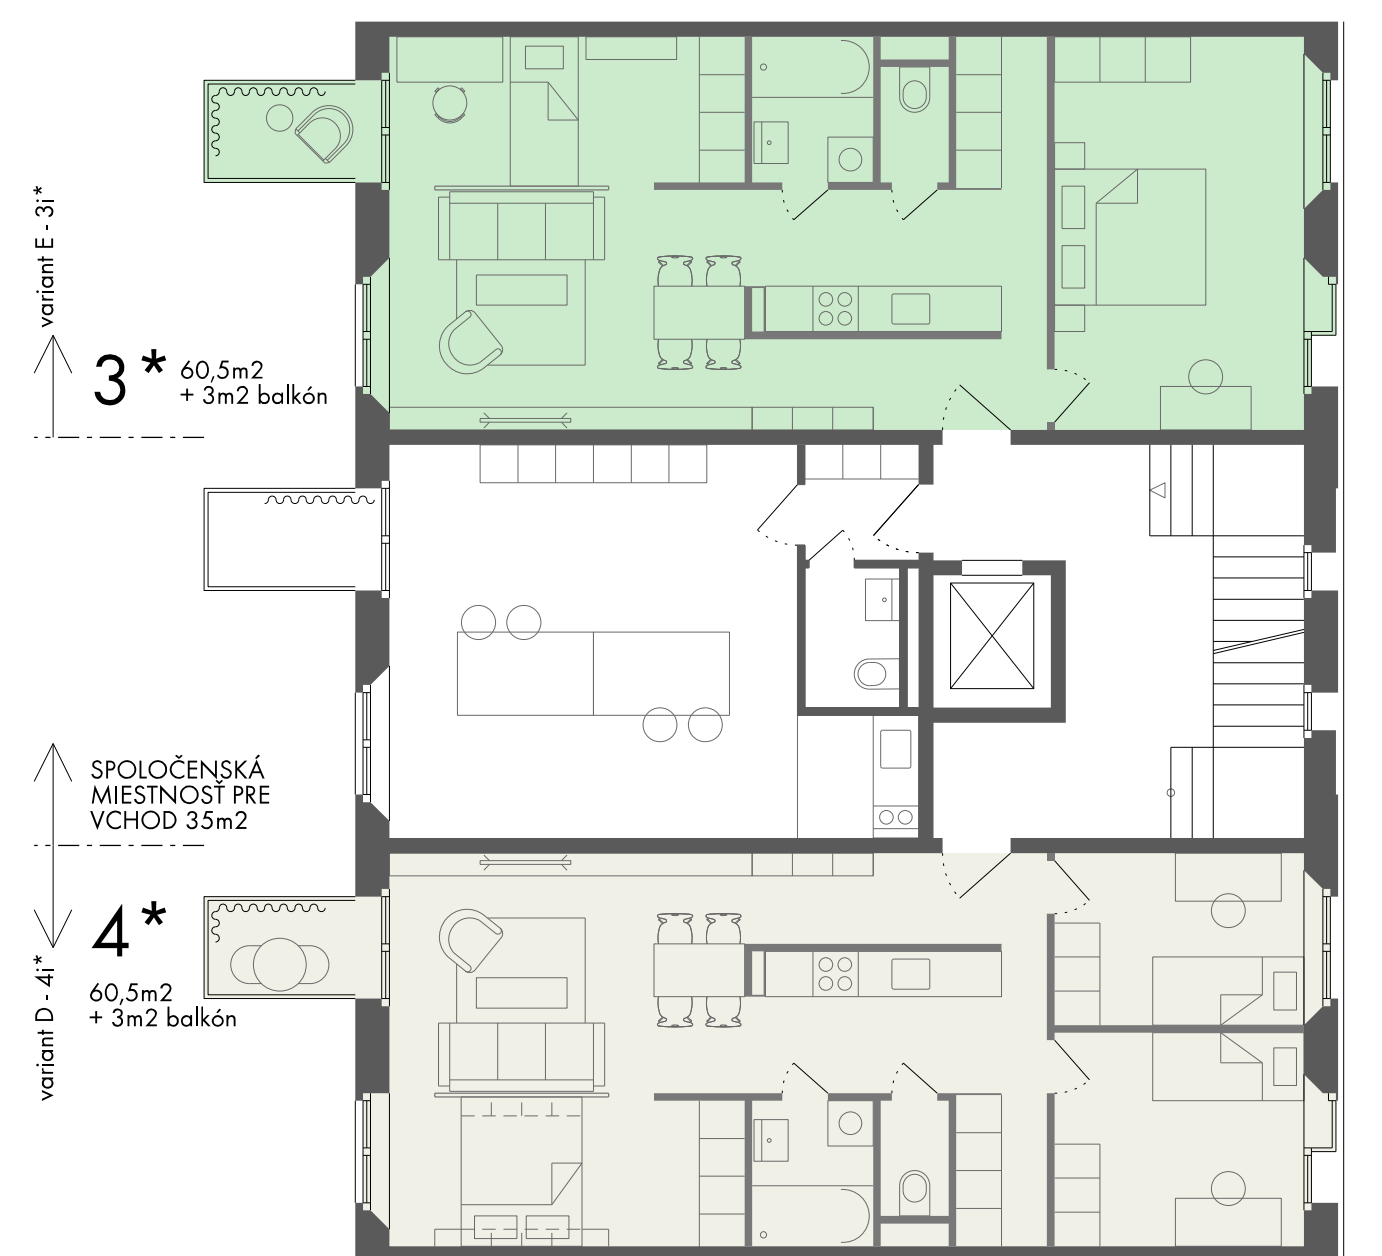 variant E - 3i*
3* 60,5m2
+ 3m2 balkón
SPOLOČENSKÁ
MIESTNOSŤ PRE
VCHOD 35m2
4*
60,5m2
+ 3m2 balkón
variant D - 4i*